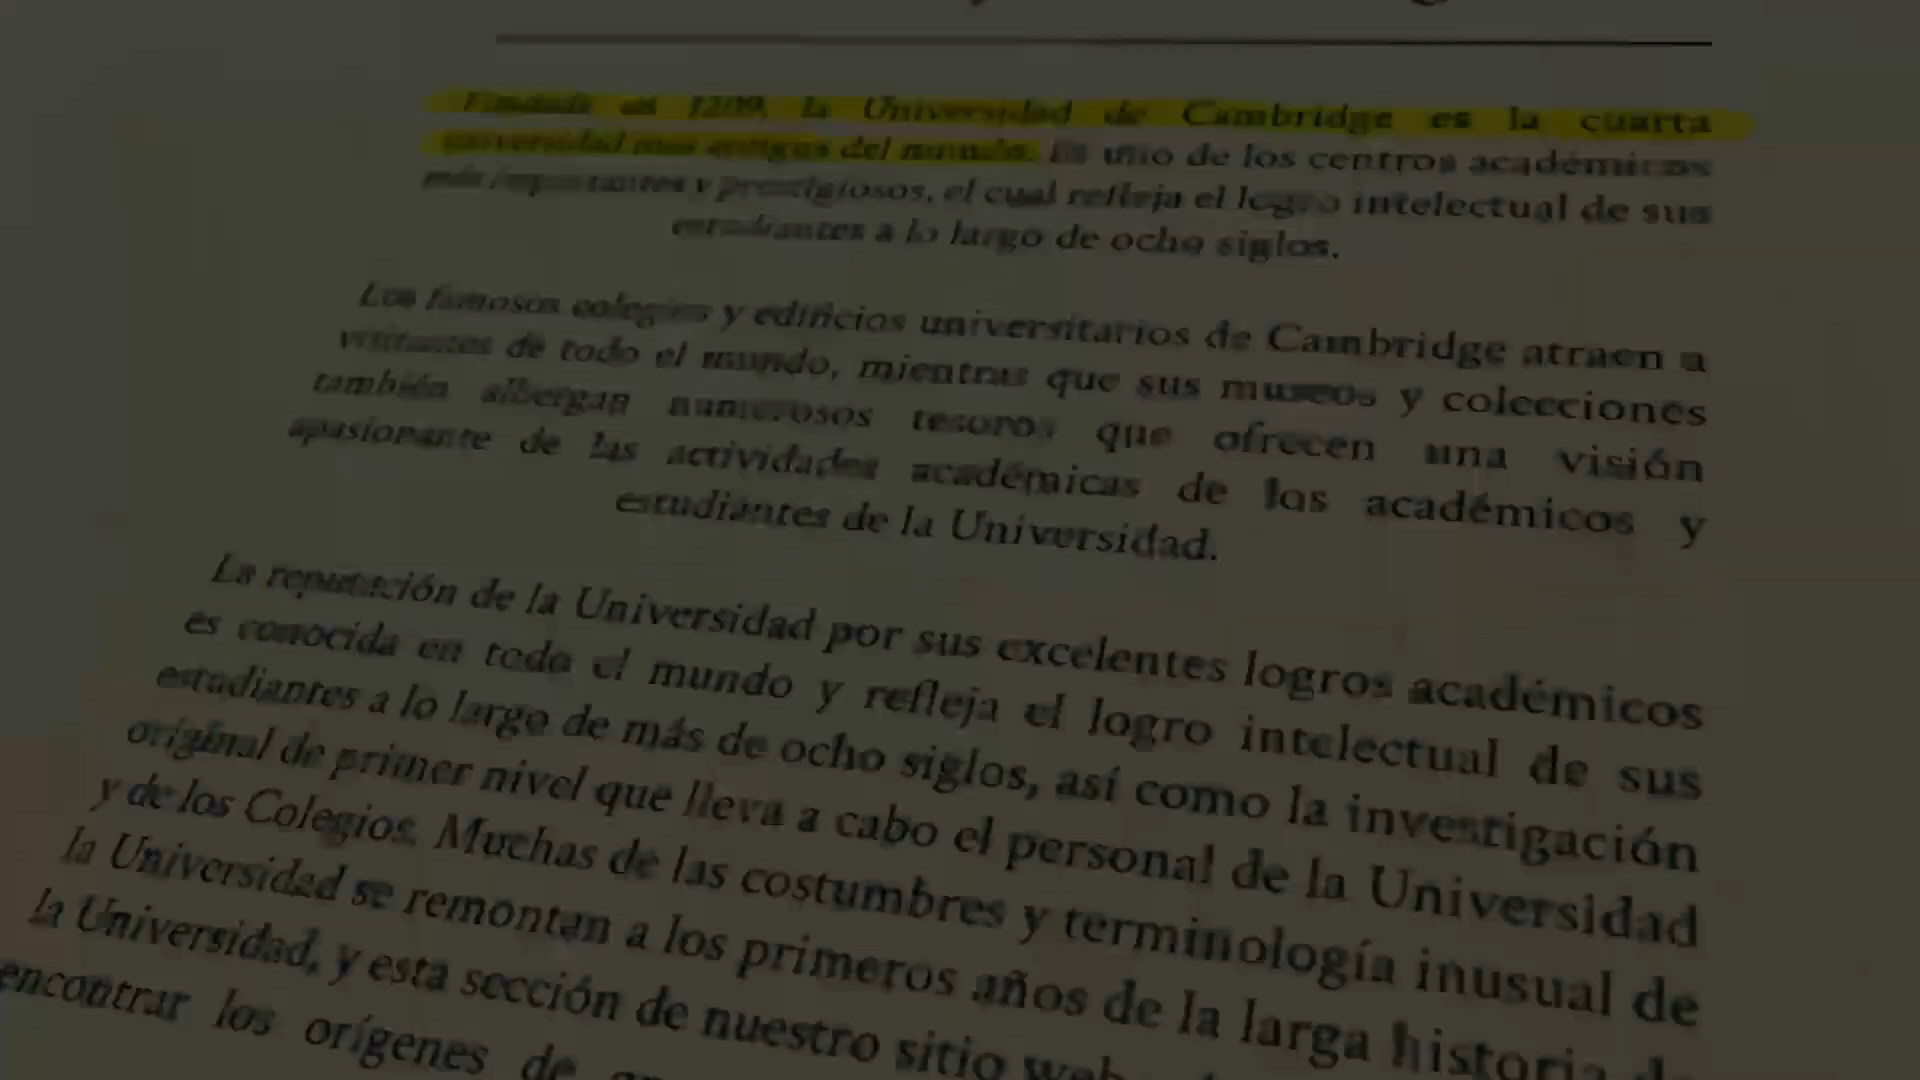 Fundada en 1209, la Universidad de Cambridge es la cuarta
universidad mas antigua del mundo. Es uno de los centros académicos
más importantes y prestigiosos, el cual refleja el logro intelectual de sus
estudiantes a lo largo de ocho siglos.
Los famosos colegios y edificios universitarios de Cambridge atraen a
visitantes de todo el mundo, mientras que sus museos y colecciones
también albergan numerosos tesoros que ofrecen una visión
apasionante de las actividades académicas de los académicos y
estudiantes de la Universidad.
La reputación de la Universidad por sus excelentes logros académicos
es conocida en todo el mundo y refleja el logro intelectual de sus
estudiantes a lo largo de más de ocho siglos, así como la investigación
original de primer nivel que lleva a cabo el personal de la Universidad
y de los Colegios. Muchas de las costumbres y terminología inusual de
la Universidad se remontan a los primeros años de la larga historia de
la Universidad, y esta sección de nuestro sitio web
encontrar los orígenes de